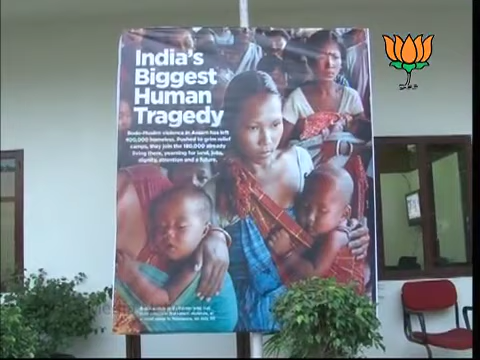 India's
Biggest
Human
Tragedy
Bodo-Muslim violence in Assam has left
400,000 homeless. Pushed to grim relief
camps, they join the 180,000 already
living there, yearning for land, jobs,
dignity, attention and a future.